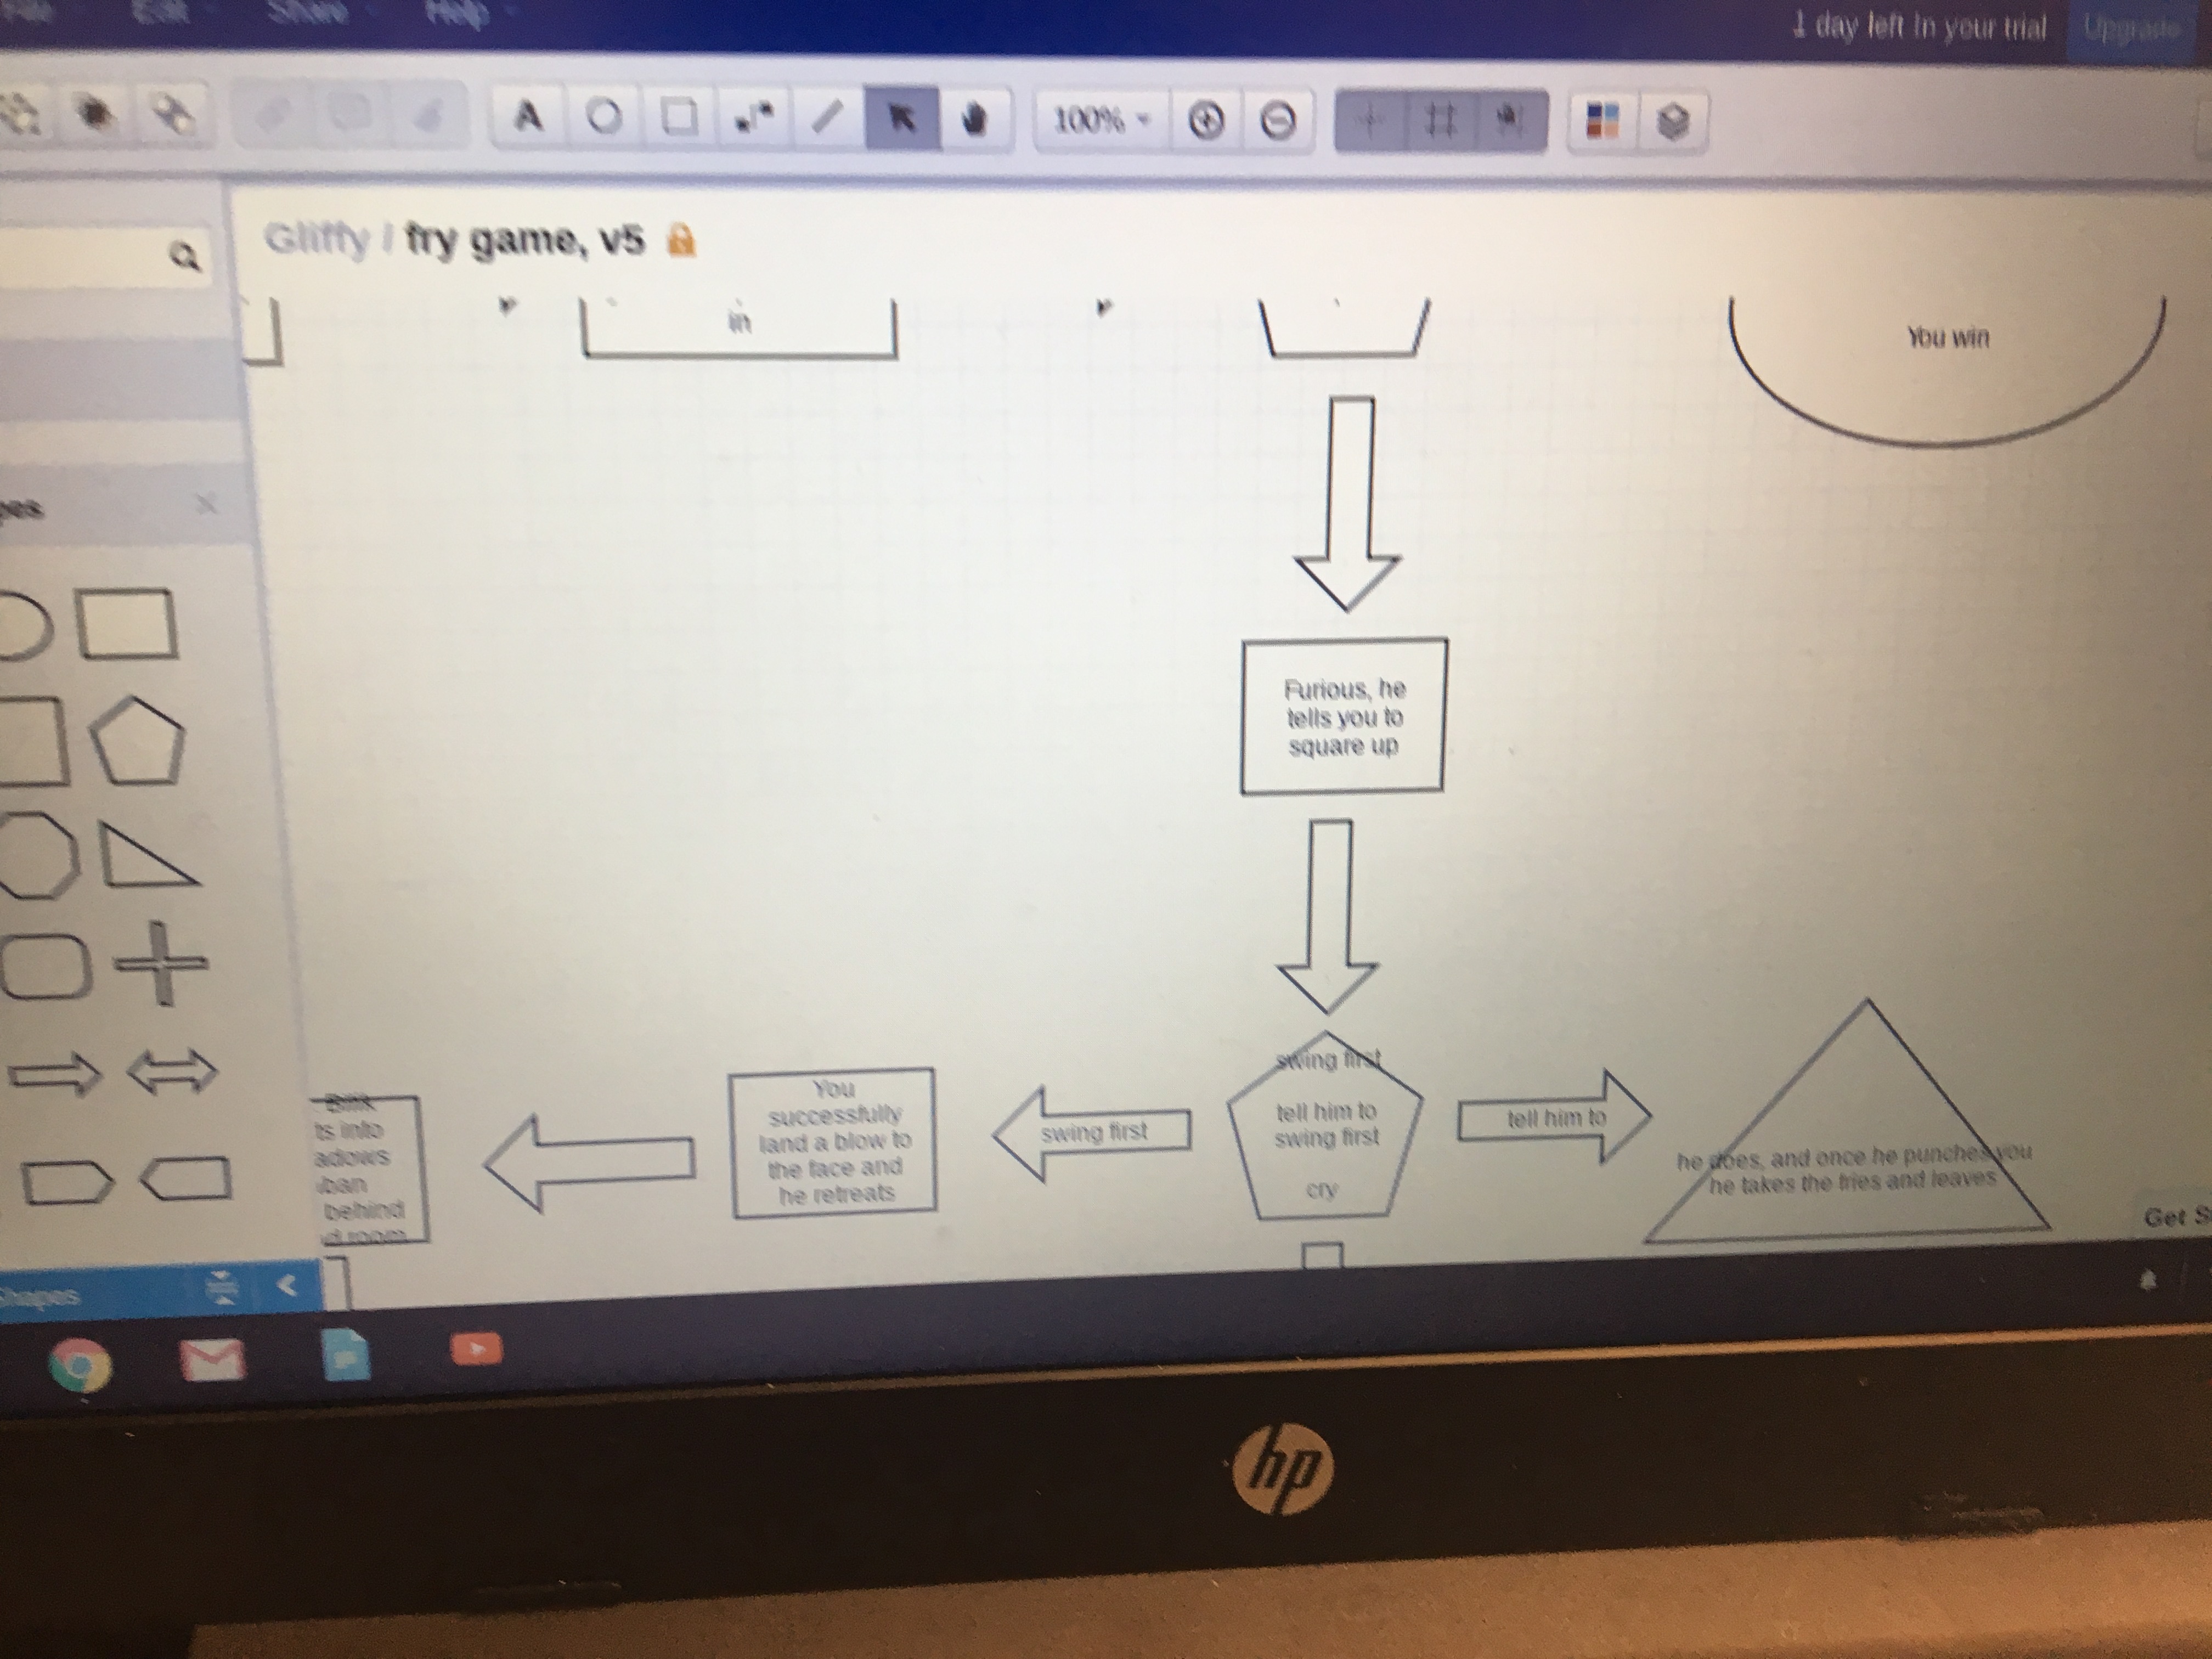 File
Edit
Share
Help
1 day left in your trial
Upgrade
A
100%
Gliffy / fry game, v5
in
You win
Furious, he
tells you to
square up
swing first
tell him to
swing first
cry
swing first
tell him to
You
successfully
land a blow to
the face and
he retreats
he does, and once he punches you
he takes the fries and leaves
ts into
adows
ban
behind
d room
pes
Shapes
Get S
hp